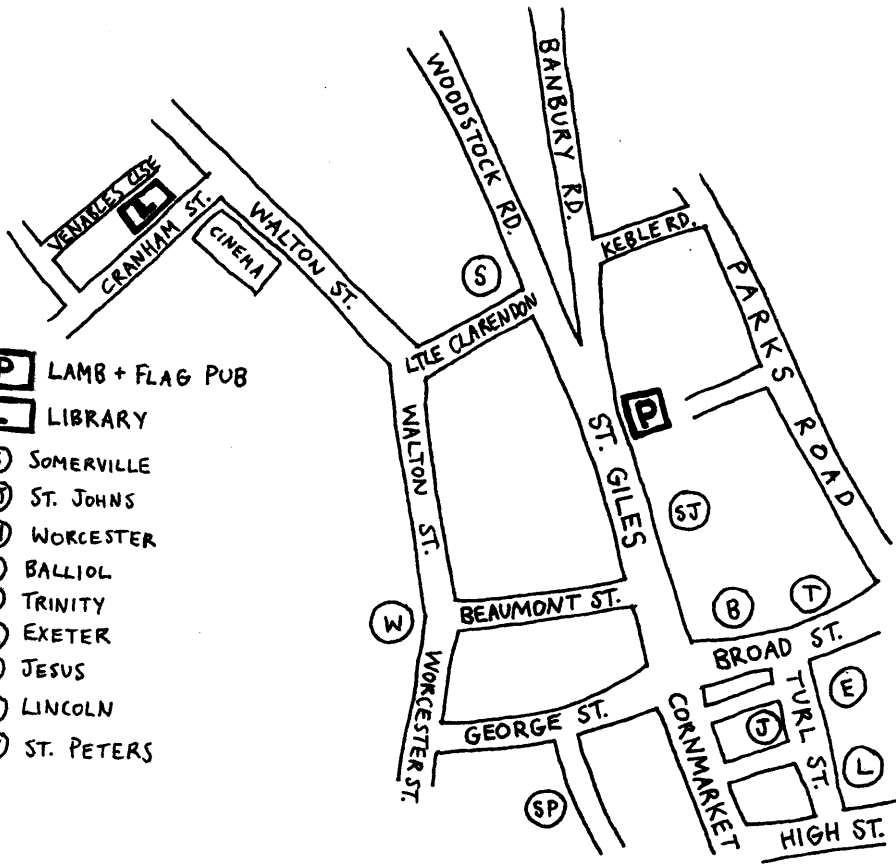 WOODSTOCK RD.
BANBURY RD.
VENABLES CLSE
L
CRANHAM ST.
CINEMA
WALTON ST.
KEBLE RD.
S
LTLE CLARENDON
PARKS ROAD
P LAMB + FLAG PUB
LIBRARY
SOMERVILLE
ST. JOHNS
WORCESTER
BALLIOL
TRINITY
EXETER
JESUS
LINCOLN
ST. PETERS
WALTON ST.
ST. GILES
P
SJ
W
BEAUMONT ST.
B
T
BROAD ST.
WORCESTER ST.
GEORGE ST.
CORNMARKET
TURL ST.
E
J
L
SP
HIGH ST.